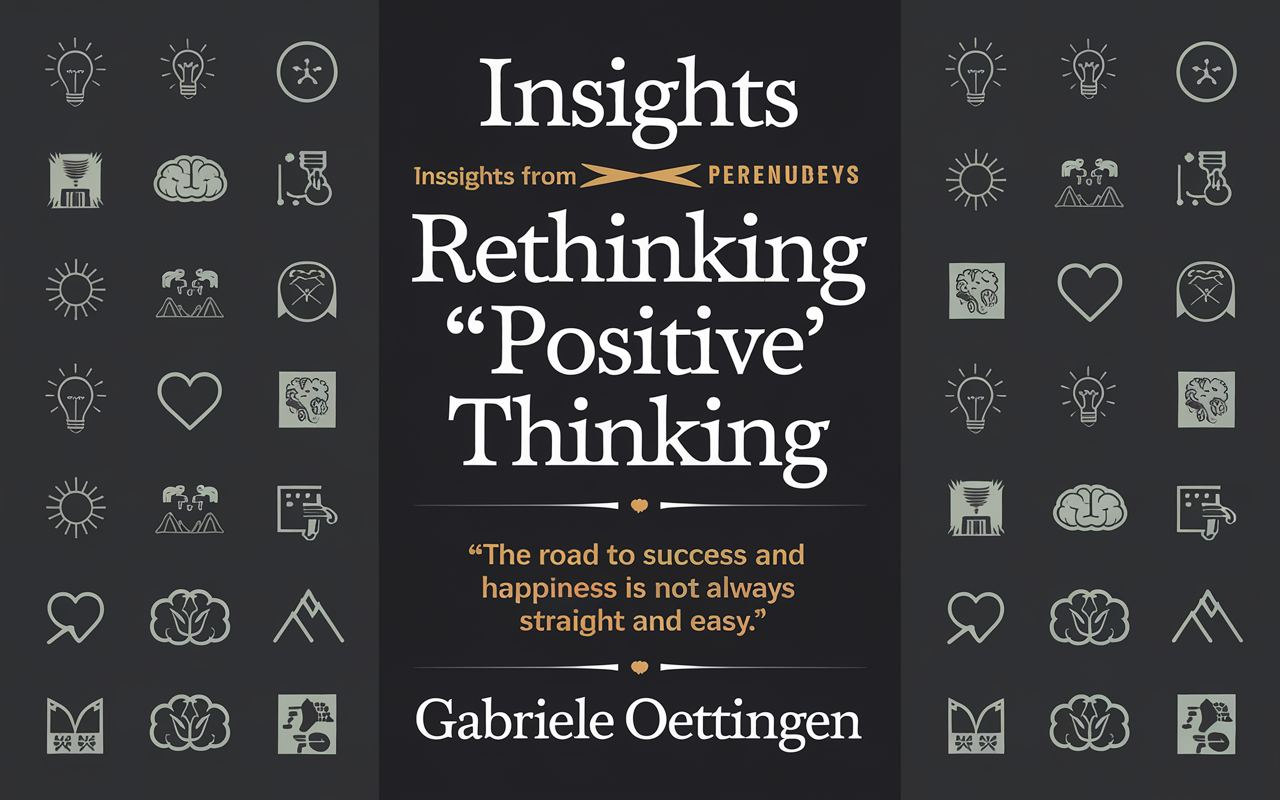 Insights
Inssights from PERENUBEYS
Rethinking
“Positive’
Thinking
“The road to success and
happiness is not always
straight and easy.”
Gabriele Oettingen